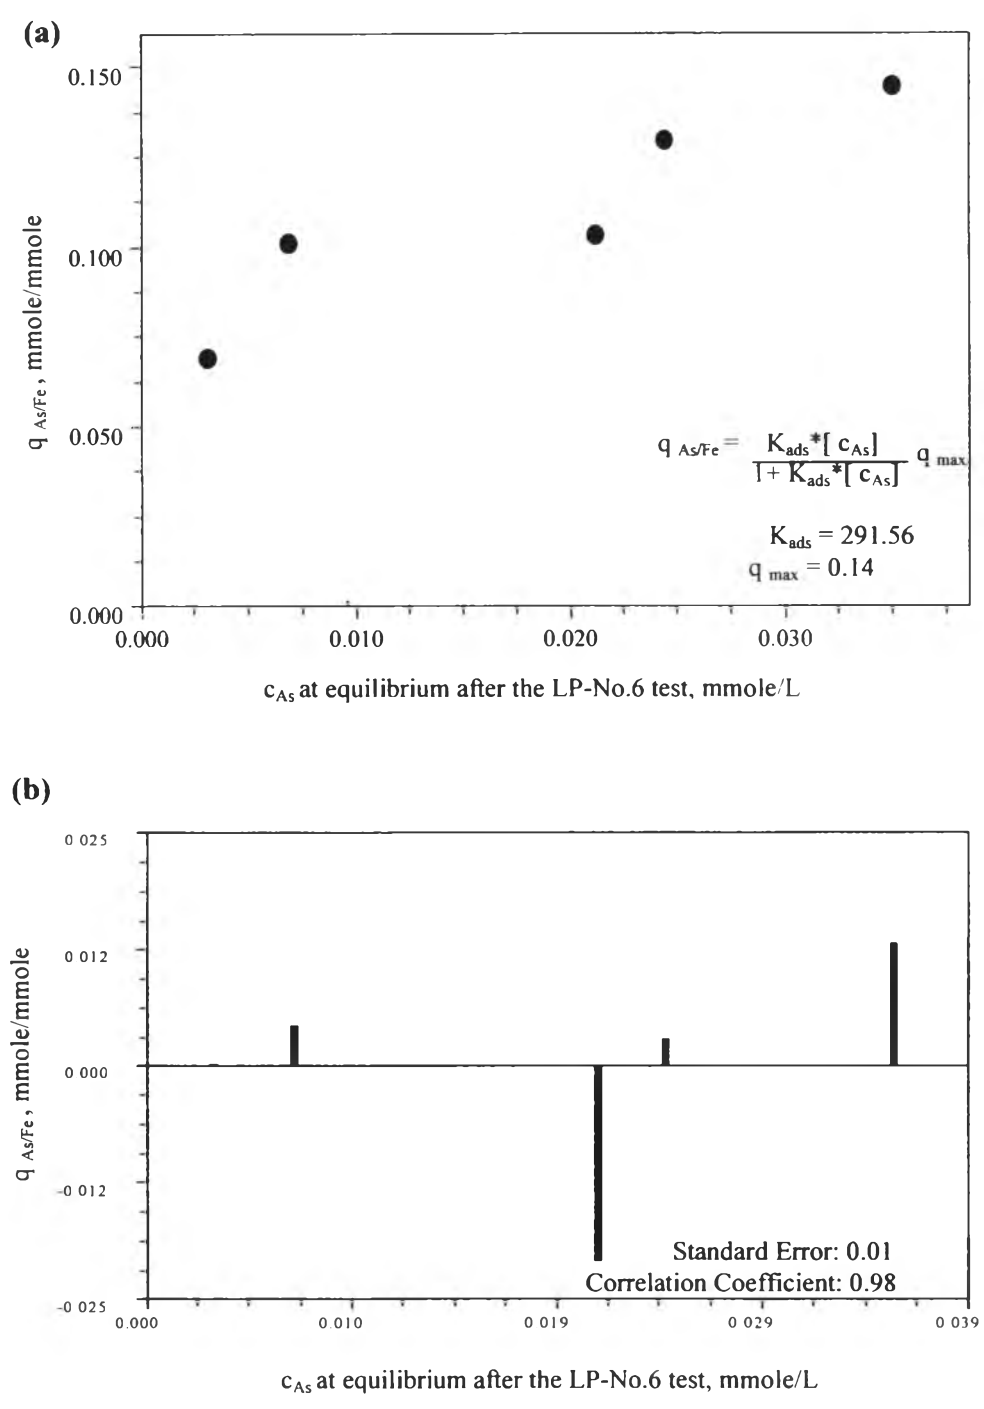 (a)
0.150
0.100
0.050
0.000
q As/Fe, mmole/mmole
q As/Fe = Kads*[ cAs]
1 + Kads*[ cAs] q max
Kads = 291.56
q max = 0.14
0.000 0.010 0.020 0.030
cAs at equilibrium after the LP-No.6 test, mmole/L
(b)
0 025
0 012
0 000
-0 012
-0 025
q As/Fe, mmole/mmole
Standard Error: 0.01
Correlation Coefficient: 0.98
0.000 0.010 0 019 0 029 0 039
cAs at equilibrium after the LP-No.6 test, mmole/L